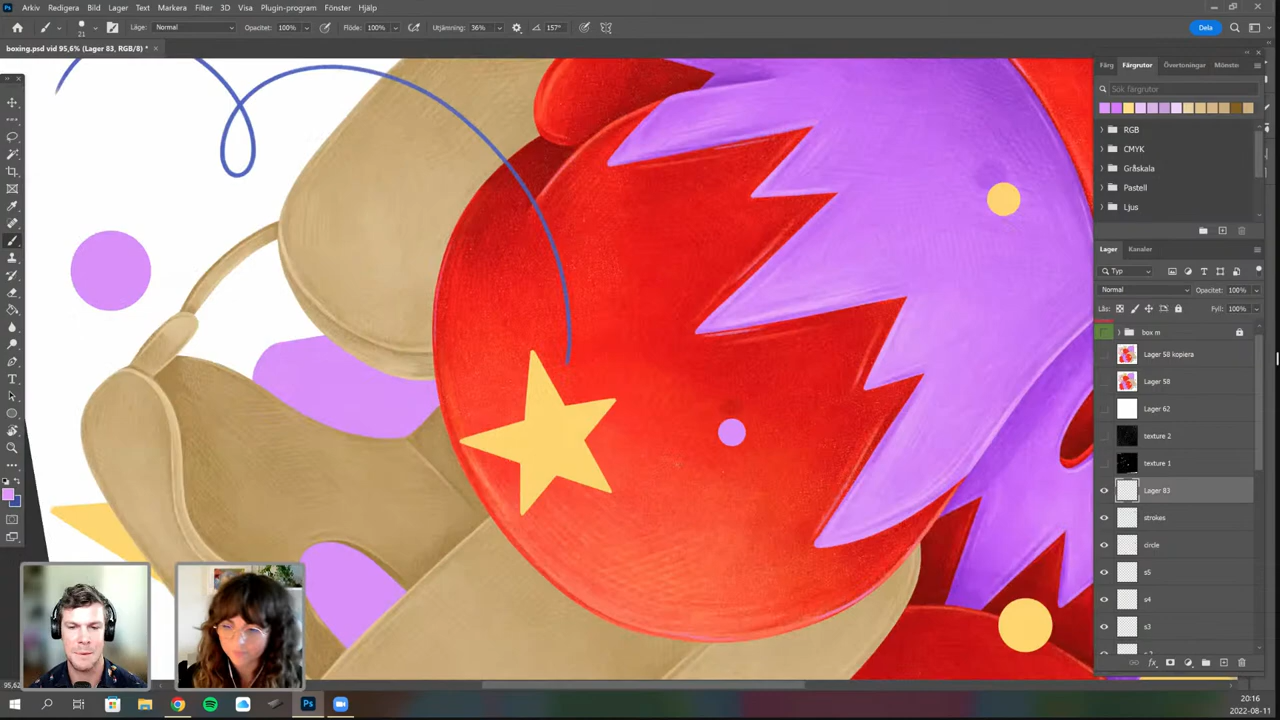 Arkiv Redigera Bild Lager Text Markera Filter 3D Visa Plugin-program Fönster Hjälp
21 Läge: Normal Opacitet: 100% Flöde: 100% Utjämning: 36% 157° Dela
boxing.psd vid 95,6% (Lager 83, RGB/8) *
Färg Färgrutor Övertoningar Mönste
Sök färgrutor
RGB
CMYK
Gråskala
Pastell
Ljus
Lager Kanaler
Typ
Normal Opacitet: 100%
Lås: Fyll: 100%
box m
Lager 58 kopiera
Lager 58
Lager 62
texture 2
texture 1
Lager 83
strokes
circle
s5
s4
s3
20:16
2022-08-11